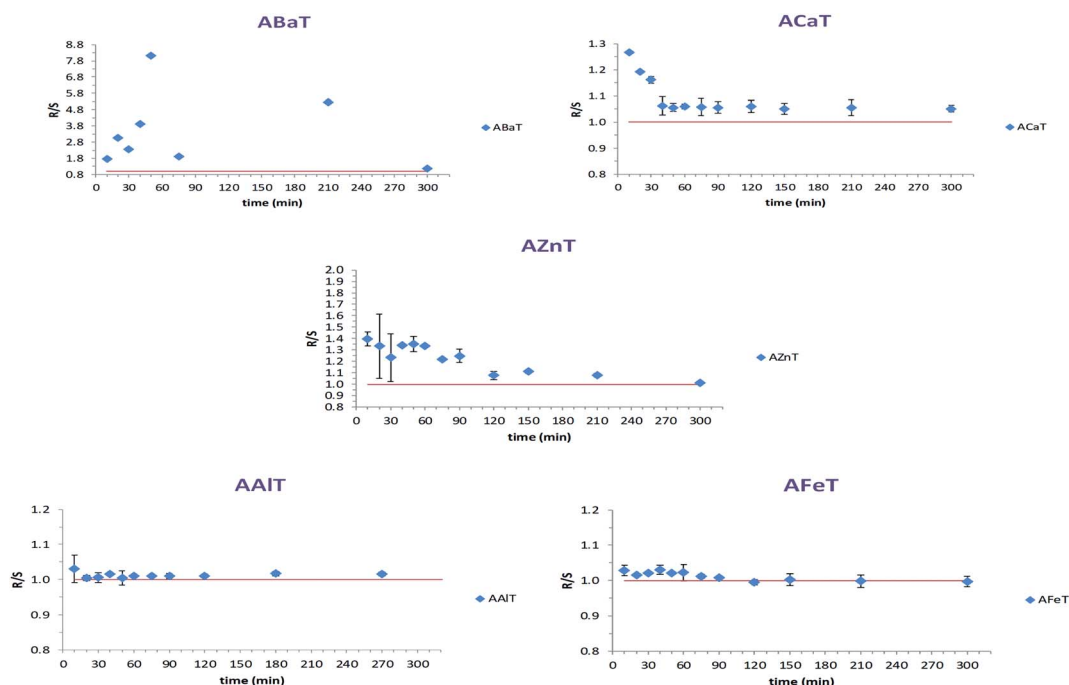 ABaT
8.8
7.8
6.8
5.8
4.8
3.8
2.8
1.8
0.8
R/S
0 30 60 90 120 150 180 210 240 270 300
time (min)
ABaT
ACaT
1.3
1.2
1.1
1.0
0.9
0.8
R/S
0 30 60 90 120 150 180 210 240 270 300
time (min)
ACaT
AZnT
2.0
1.9
1.8
1.7
1.6
1.5
1.4
1.3
1.2
1.1
1.0
0.9
0.8
R/S
0 30 60 90 120 150 180 210 240 270 300
time (min)
AZnT
AAlT
1.2
1.1
1.0
0.9
0.8
R/S
0 30 60 90 120 150 180 210 240 270 300
time (min)
AAlT
AFeT
1.2
1.1
1.0
0.9
0.8
R/S
0 30 60 90 120 150 180 210 240 270 300
time (min)
AFeT